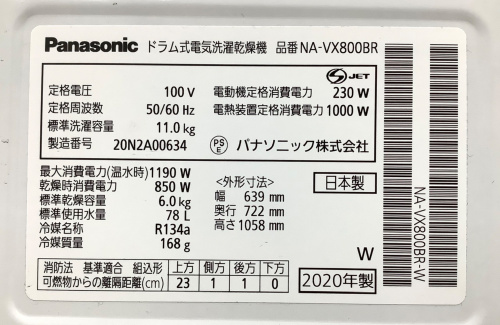 Panasonic ドラム式電気洗濯乾燥機 品番 NA-VX800BR
定格電圧 100 V
定格周波数 50/60 Hz
標準洗濯容量 11.0 kg
製造番号 20N2A00634
S JET
電動機定格消費電力 230 W
電熱装置定格消費電力 1000 W
PS E パナソニック株式会社
最大消費電力(温水時) 1190 W
乾燥時消費電力 850 W
標準乾燥容量 6.0 kg
標準使用水量 78 L
冷媒名称 R134a
冷媒質量 168 g
<外形寸法>
幅 639 mm
奥行 722 mm
高さ 1058 mm
日本製
W
消防法 基準適合 組込形 上方 側方 後方 下方
可燃物からの離隔距離(cm) 23 1 1 0
2020年製
NA-VX800BR-W